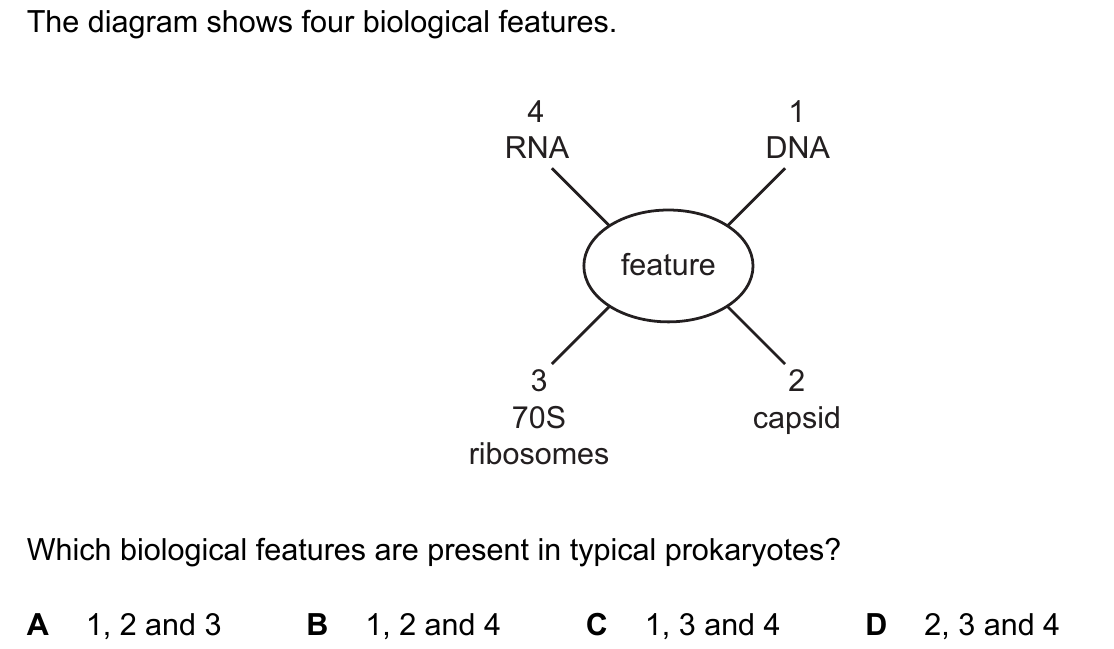 The diagram shows four biological features.
4
RNA
1
DNA
feature
3
70S
ribosomes
2
capsid
Which biological features are present in typical prokaryotes?
A 1, 2 and 3 B 1, 2 and 4 C 1, 3 and 4 D 2, 3 and 4